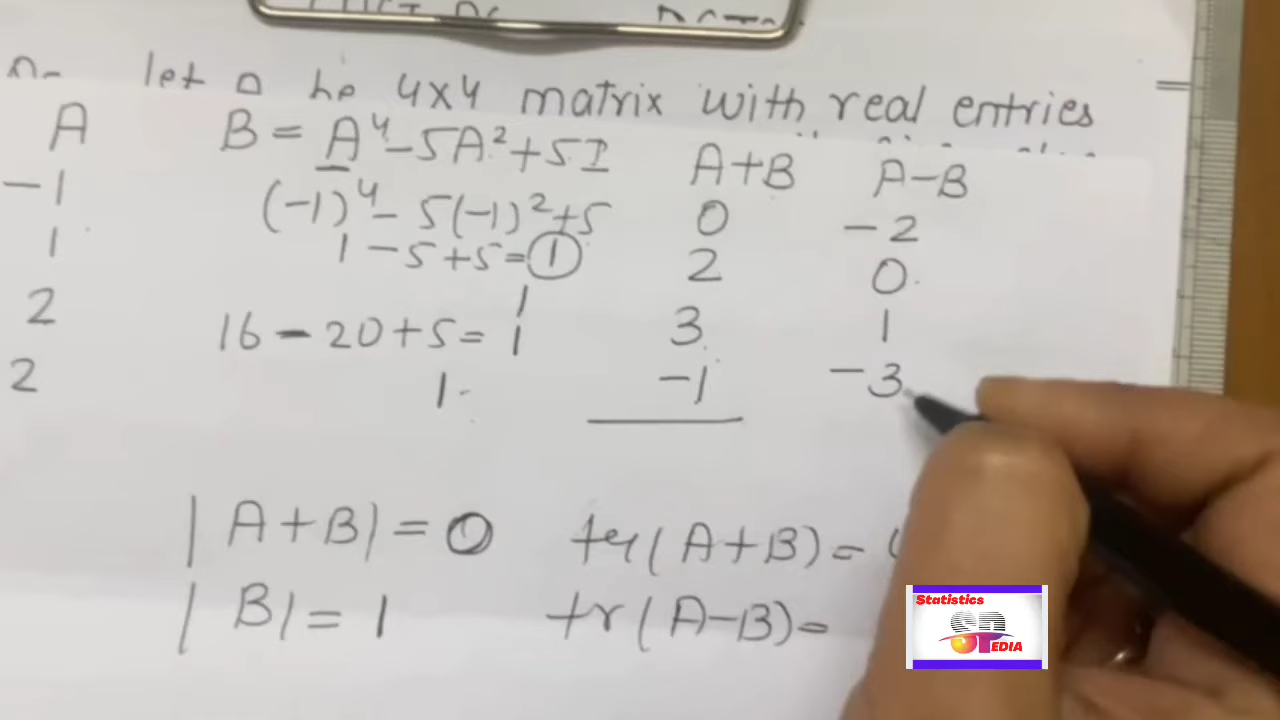 let be 4x4 matrix with real entries
A B = A⁴-5A²+5I A+B A-B
-1 (-1)⁴- 5(-1)²+5 0 -2
1 1-5+5=1 2 0
1
2 16-20+5=1 3 1
2 1 -1 -3
|A+B|=0 tr(A+B)=
|B|=1 tr(A-B)=
Statistics
EDIA